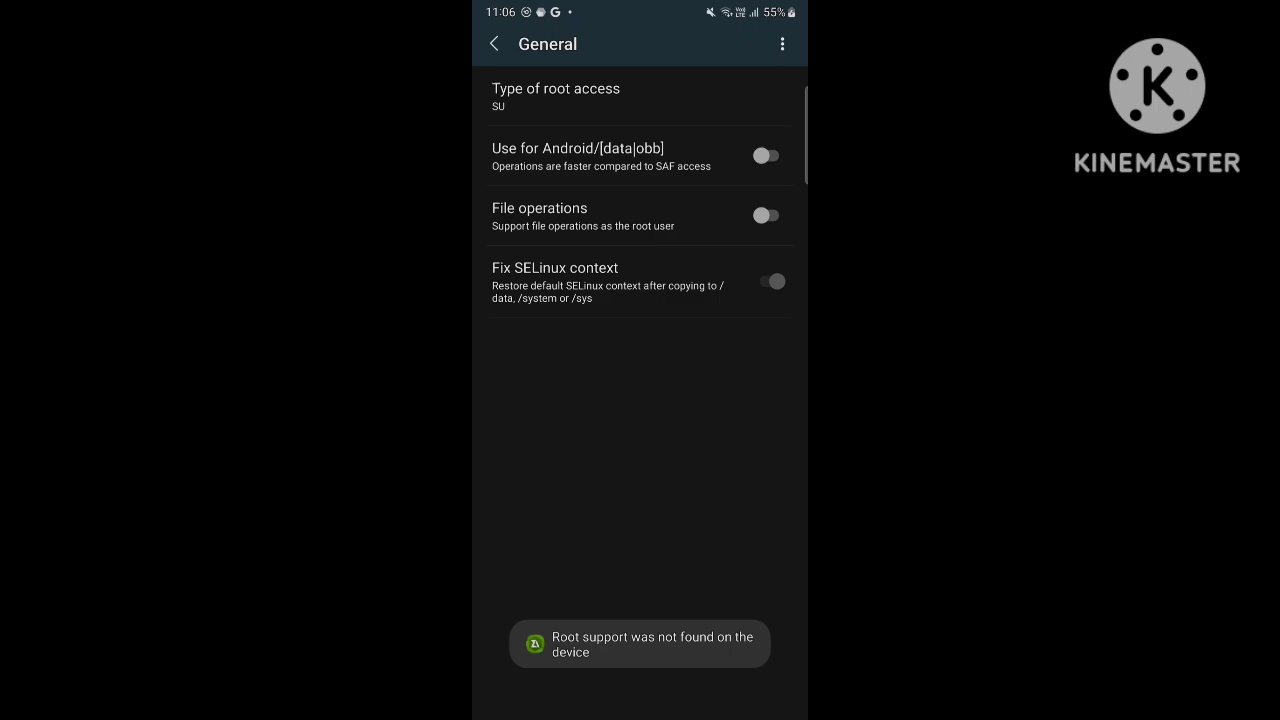 11:06 G 55%
General
Type of root access
SU
Use for Android/[data|obb]
Operations are faster compared to SAF access
File operations
Support file operations as the root user
Fix SELinux context
Restore default SELinux context after copying to /
data, /system or /sys
Root support was not found on the
device
K
KINEMASTER